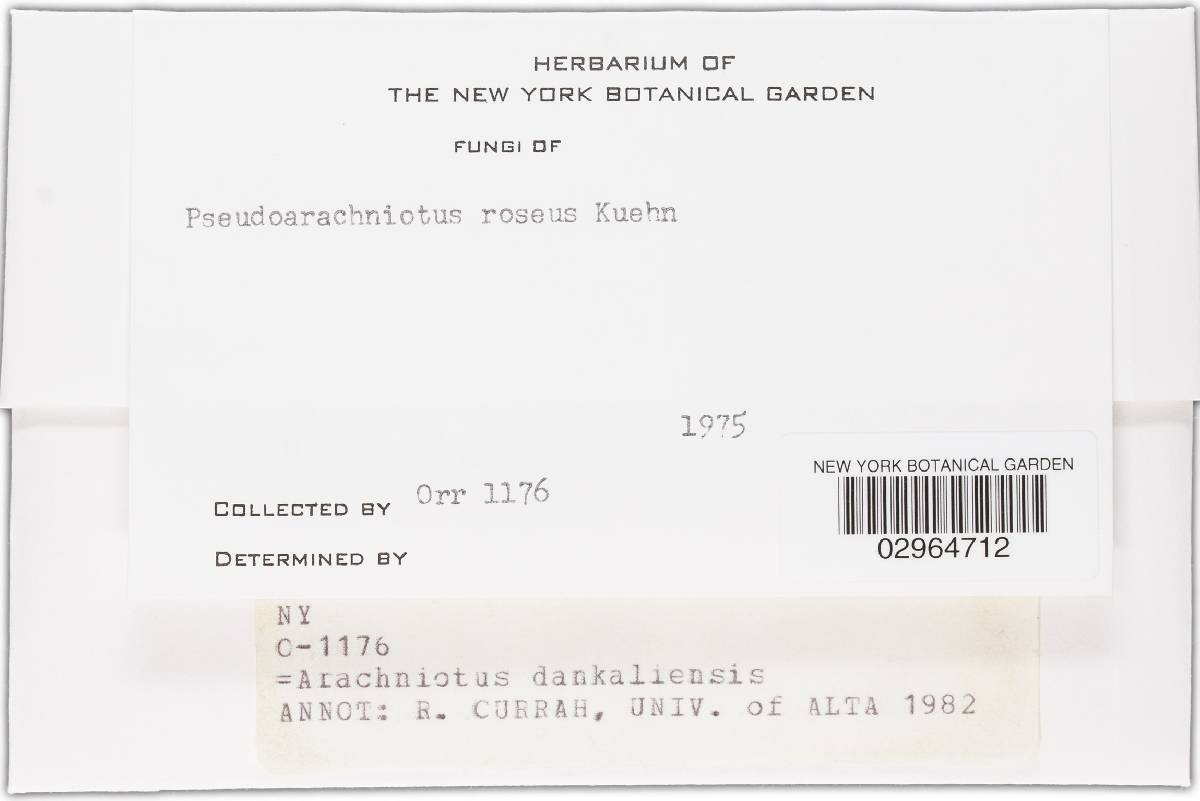 HERBARIUM OF
THE NEW YORK BOTANICAL GARDEN
FUNGI OF
Pseudoarachniotus roseus Kuehn
1975
COLLECTED BY Orr 1176
NEW YORK BOTANICAL GARDEN
02964712
DETERMINED BY
NY
O-1176
=Arachniotus dankaliensis
ANNOT: R. CURRAH, UNIV. of ALTA 1982